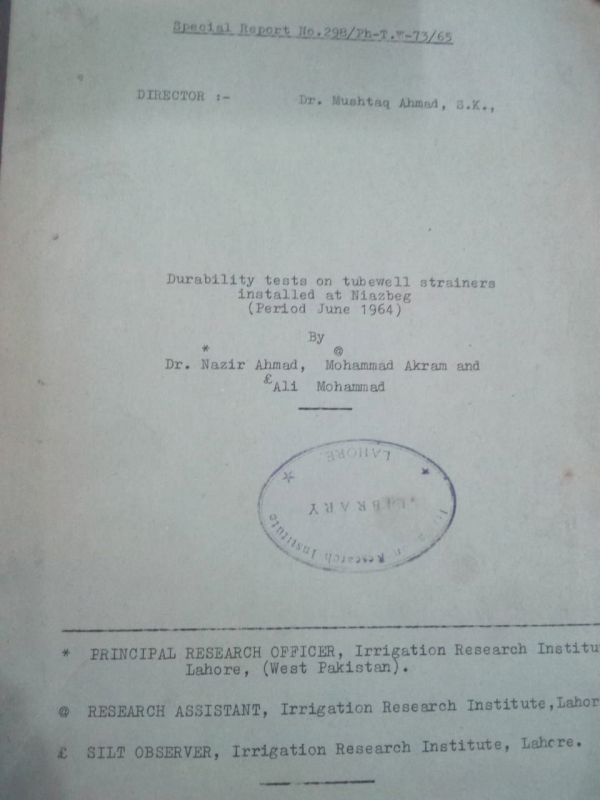 Special Report No.298/Ph-T.W-73/65
DIRECTOR :- Dr. Mushtaq Ahmad, S.K.,
Durability tests on tubewell strainers
installed at Niazbeg
(Period June 1964)
By
* @
Dr. Nazir Ahmad, Mohammad Akram and
£Ali Mohammad
LAHORE
LIBRARY
Research Institute
* PRINCIPAL RESEARCH OFFICER, Irrigation Research Institu
Lahore, (West Pakistan).
@ RESEARCH ASSISTANT, Irrigation Research Institute,Lahor
£ SILT OBSERVER, Irrigation Research Institute, Lahore.